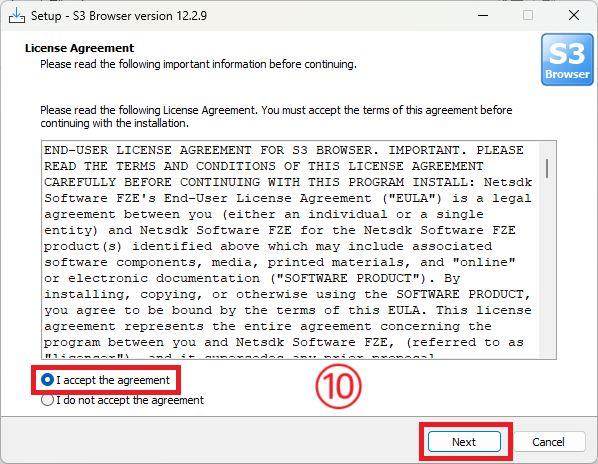 Setup - S3 Browser version 12.2.9
License Agreement
Please read the following important information before continuing.
S3
Browser
Please read the following License Agreement. You must accept the terms of this agreement before
continuing with the installation.
END-USER LICENSE AGREEMENT FOR S3 BROWSER. IMPORTANT. PLEASE
READ THE TERMS AND CONDITIONS OF THIS LICENSE AGREEMENT
CAREFULLY BEFORE CONTINUING WITH THIS PROGRAM INSTALL: Netsdk
Software FZE's End-User License Agreement ("EULA") is a legal
agreement between you (either an individual or a single
entity) and Netsdk Software FZE for the Netsdk Software FZE
product(s) identified above which may include associated
software components, media, printed materials, and "online"
or electronic documentation ("SOFTWARE PRODUCT"). By
installing, copying, or otherwise using the SOFTWARE PRODUCT,
you agree to be bound by the terms of this EULA. This license
agreement represents the entire agreement concerning the
program between you and Netsdk Software FZE, (referred to as
"licenser"), and it supersedes any prior proposal,
I accept the agreement
⑩
I do not accept the agreement
Next
Cancel